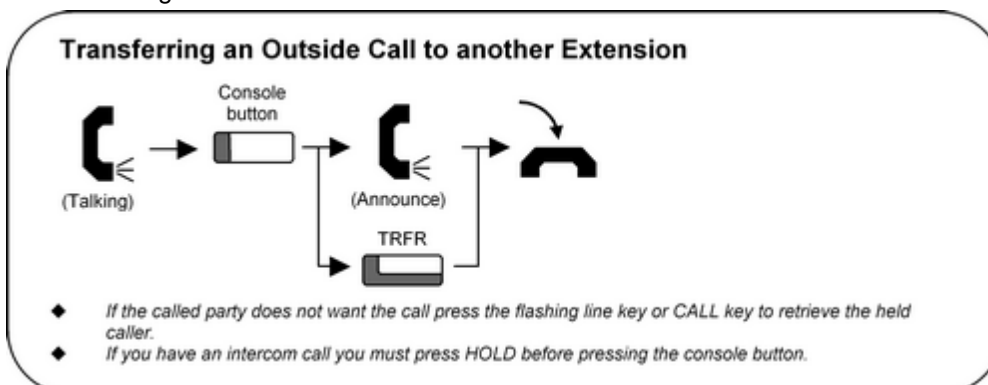 Transferring an Outside Call to another Extension
Console
button
(Talking)
(Announce)
TRFR
◆ If the called party does not want the call press the flashing line key or CALL key to retrieve the held
caller.
◆ If you have an intercom call you must press HOLD before pressing the console button.